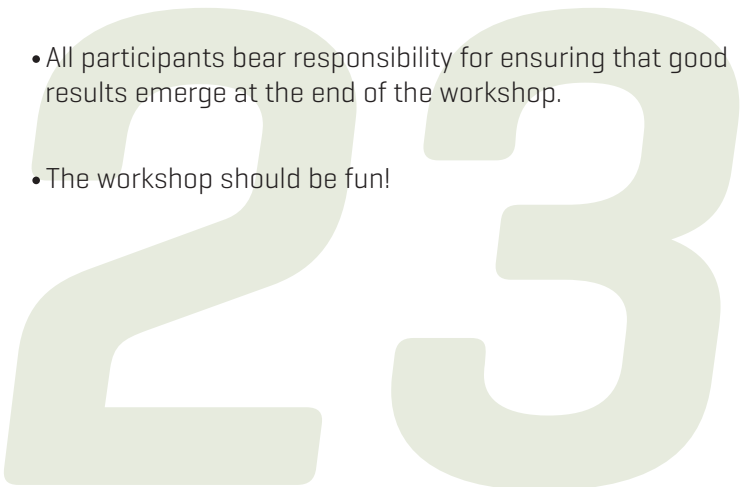 • All participants bear responsibility for ensuring that good
results emerge at the end of the workshop.
• The workshop should be fun!
23